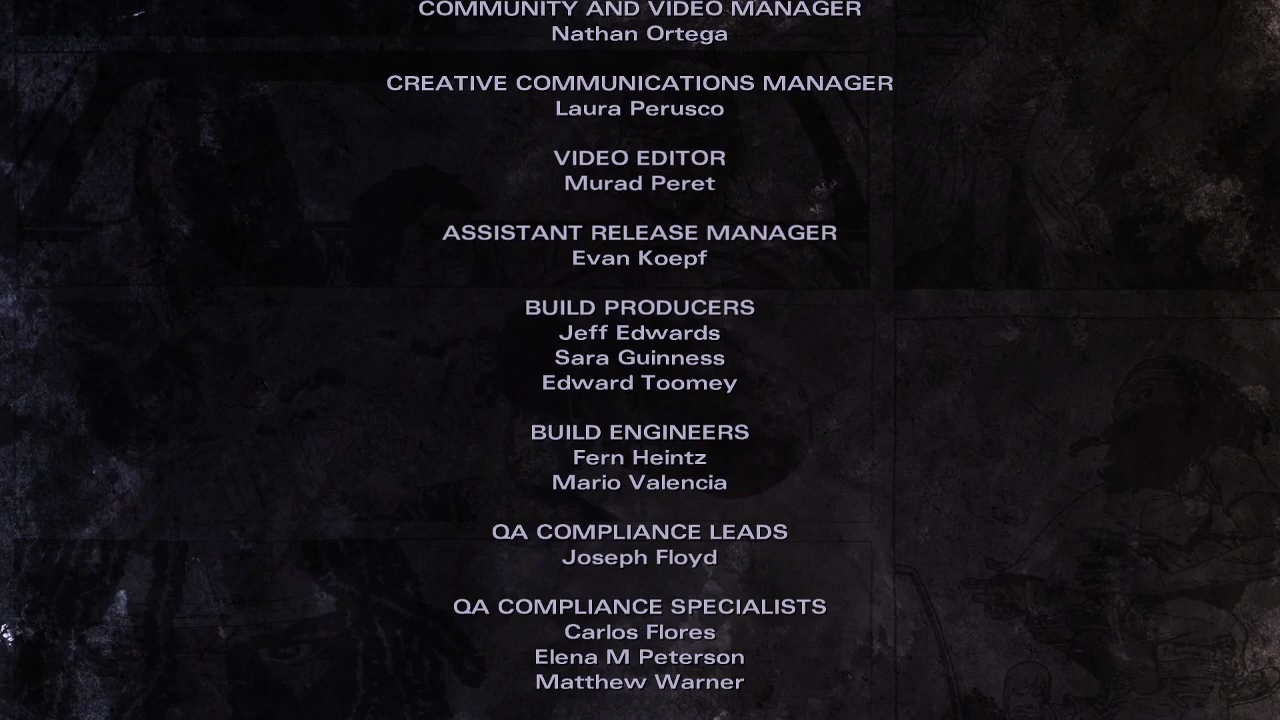 COMMUNITY AND VIDEO MANAGER
Nathan Ortega
CREATIVE COMMUNICATIONS MANAGER
Laura Perusco
VIDEO EDITOR
Murad Peret
ASSISTANT RELEASE MANAGER
Evan Koepf
BUILD PRODUCERS
Jeff Edwards
Sara Guinness
Edward Toomey
BUILD ENGINEERS
Fern Heintz
Mario Valencia
QA COMPLIANCE LEADS
Joseph Floyd
QA COMPLIANCE SPECIALISTS
Carlos Flores
Elena M Peterson
Matthew Warner